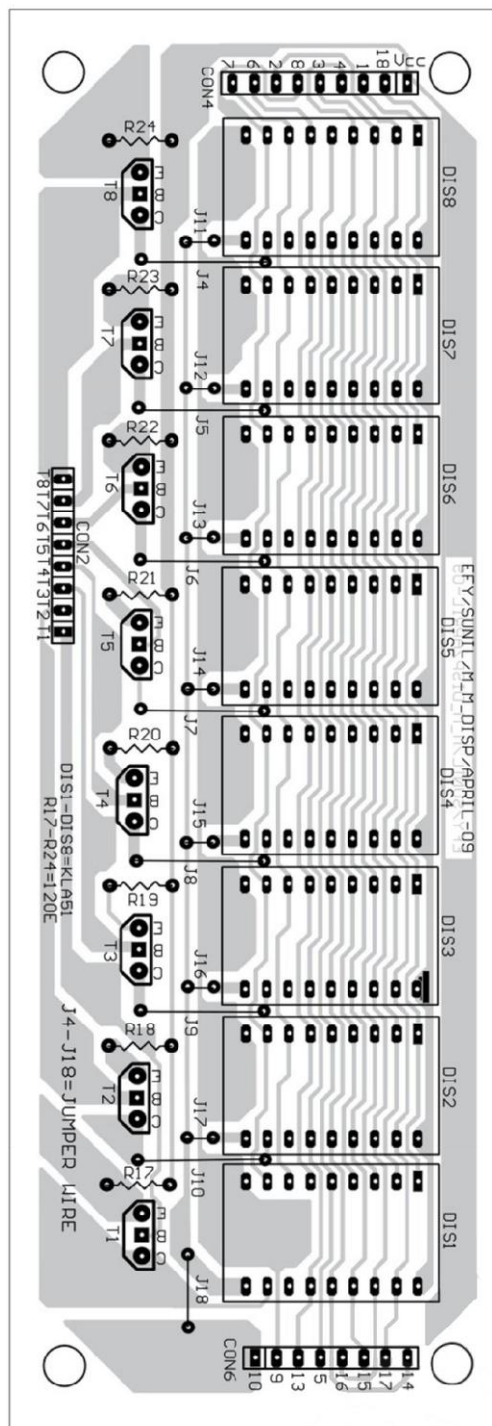 CON4
7 6 2 8 3 4 1 18 Vcc
R24
T8
E B C
J11
DIS8
J4
R23
T7
E B C
J12
DIS7
J5
R22
T6
E B C
J13
DIS6
J6
R21
T5
E B C
J14
DIS5
J7
R20
T4
E B C
J15
DIS4
J8
R19
T3
E B C
J16
DIS3
J9
R18
T2
E B C
J17
DIS2
J10
R17
T1
E B C
J18
DIS1
CON2
T8T7T6T5T4T3T2T1
EFY/SUNIL/M_M_DISP/APRIL-09
DIS1-DIS8=KLA51
R17-R24=120E
J4-J18=JUMPER WIRE
CON6
10 9 13 5 16 15 17 14